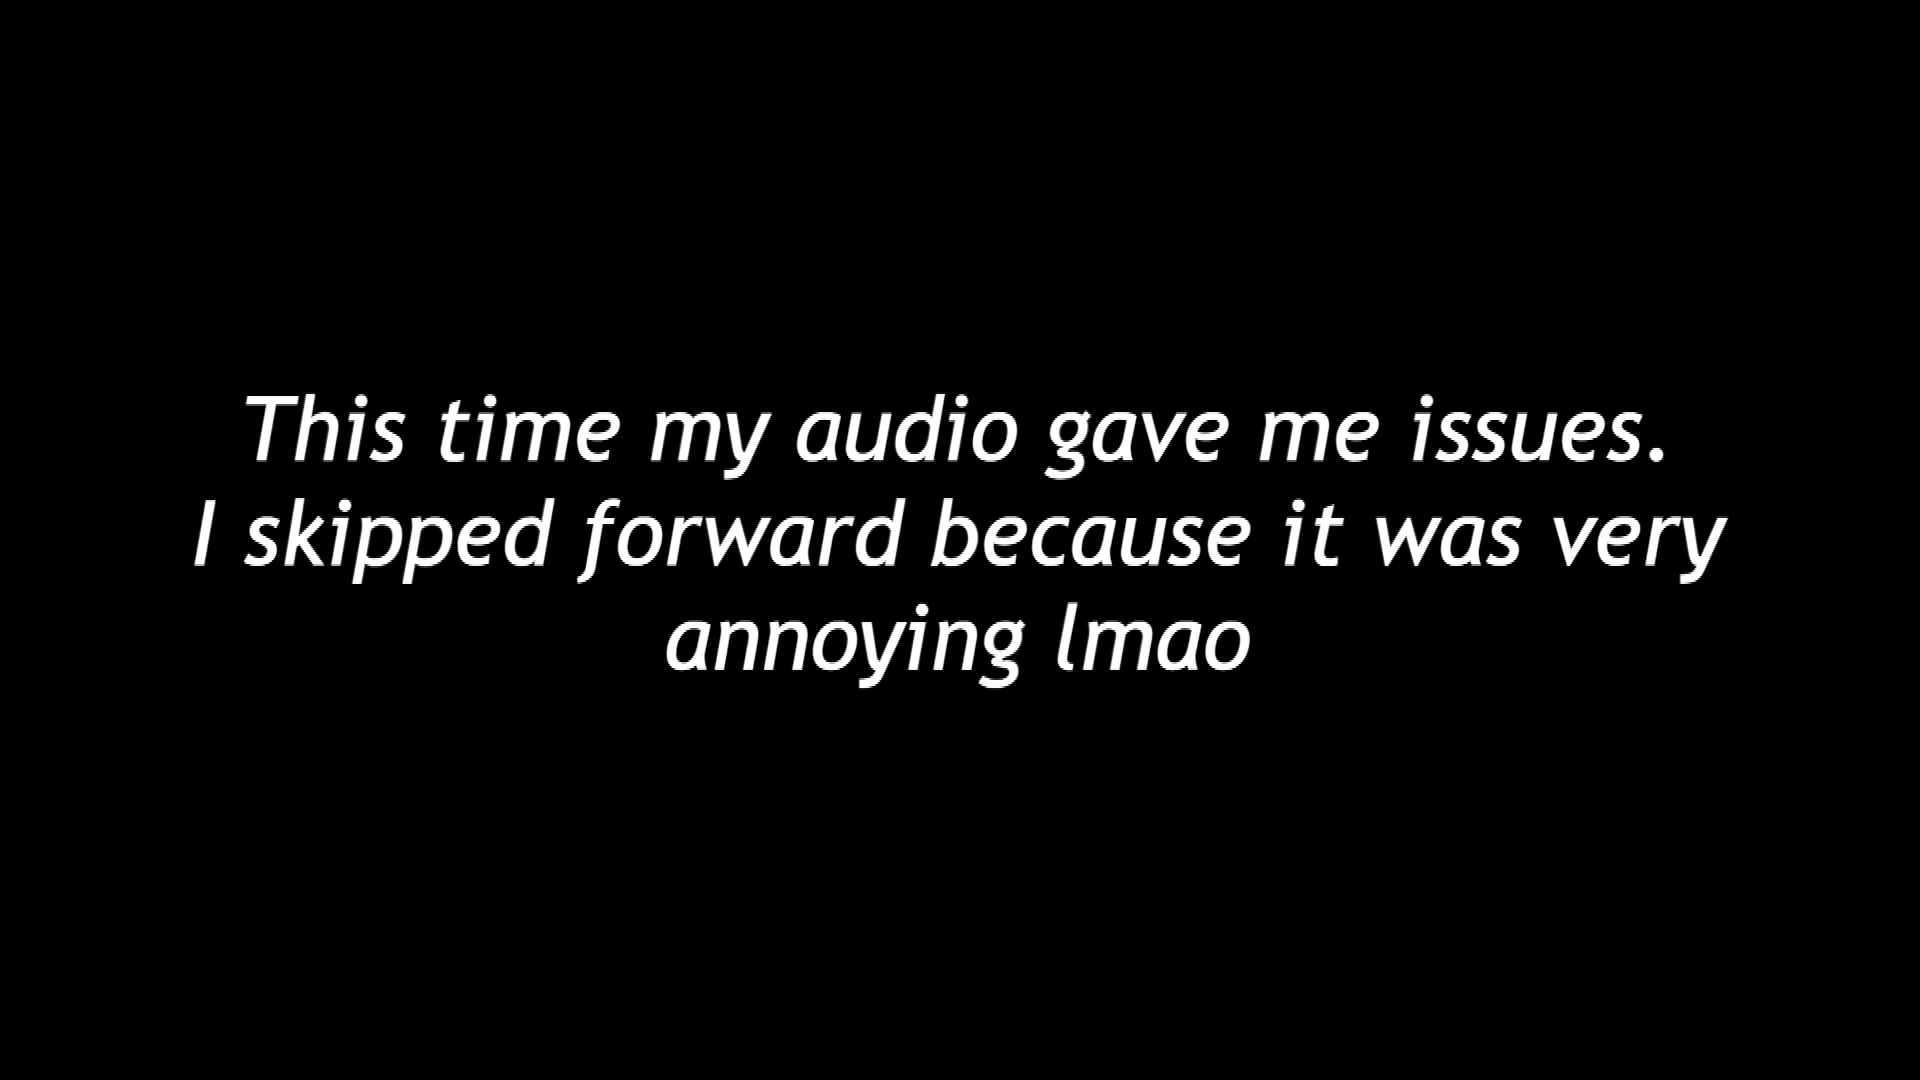 This time my audio gave me issues.
I skipped forward because it was very
annoying lmao